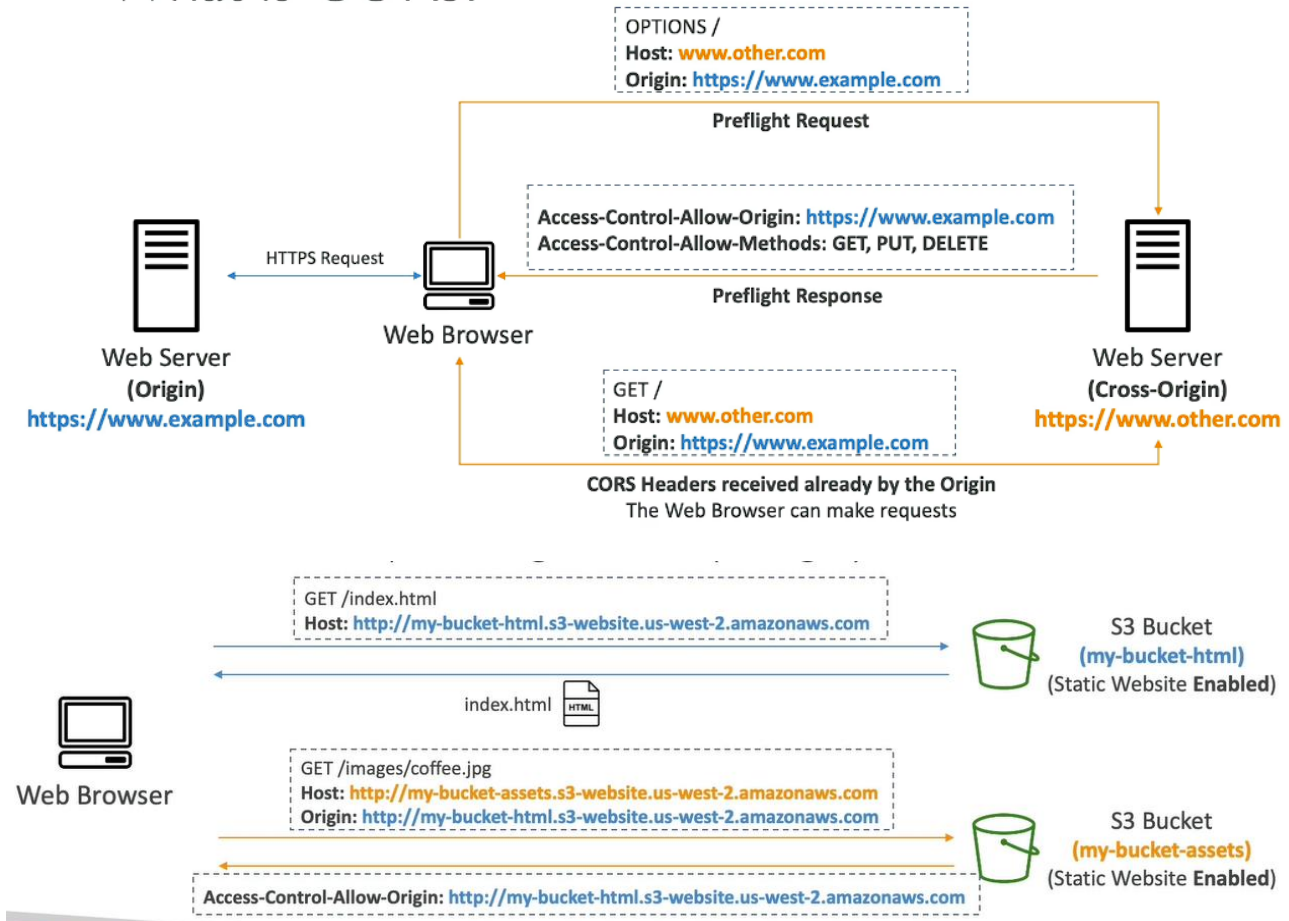 OPTIONS /
Host: www.other.com
Origin: https://www.example.com
Preflight Request
Access-Control-Allow-Origin: https://www.example.com
Access-Control-Allow-Methods: GET, PUT, DELETE
Preflight Response
HTTPS Request
Web Server
(Origin)
https://www.example.com
Web Browser
Web Server
(Cross-Origin)
https://www.other.com
GET /
Host: www.other.com
Origin: https://www.example.com
CORS Headers received already by the Origin
The Web Browser can make requests
GET /index.html
Host: http://my-bucket-html.s3-website.us-west-2.amazonaws.com
index.html
HTML
S3 Bucket
(my-bucket-html)
(Static Website Enabled)
Web Browser
GET /images/coffee.jpg
Host: http://my-bucket-assets.s3-website.us-west-2.amazonaws.com
Origin: http://my-bucket-html.s3-website.us-west-2.amazonaws.com
S3 Bucket
(my-bucket-assets)
(Static Website Enabled)
Access-Control-Allow-Origin: http://my-bucket-html.s3-website.us-west-2.amazonaws.com